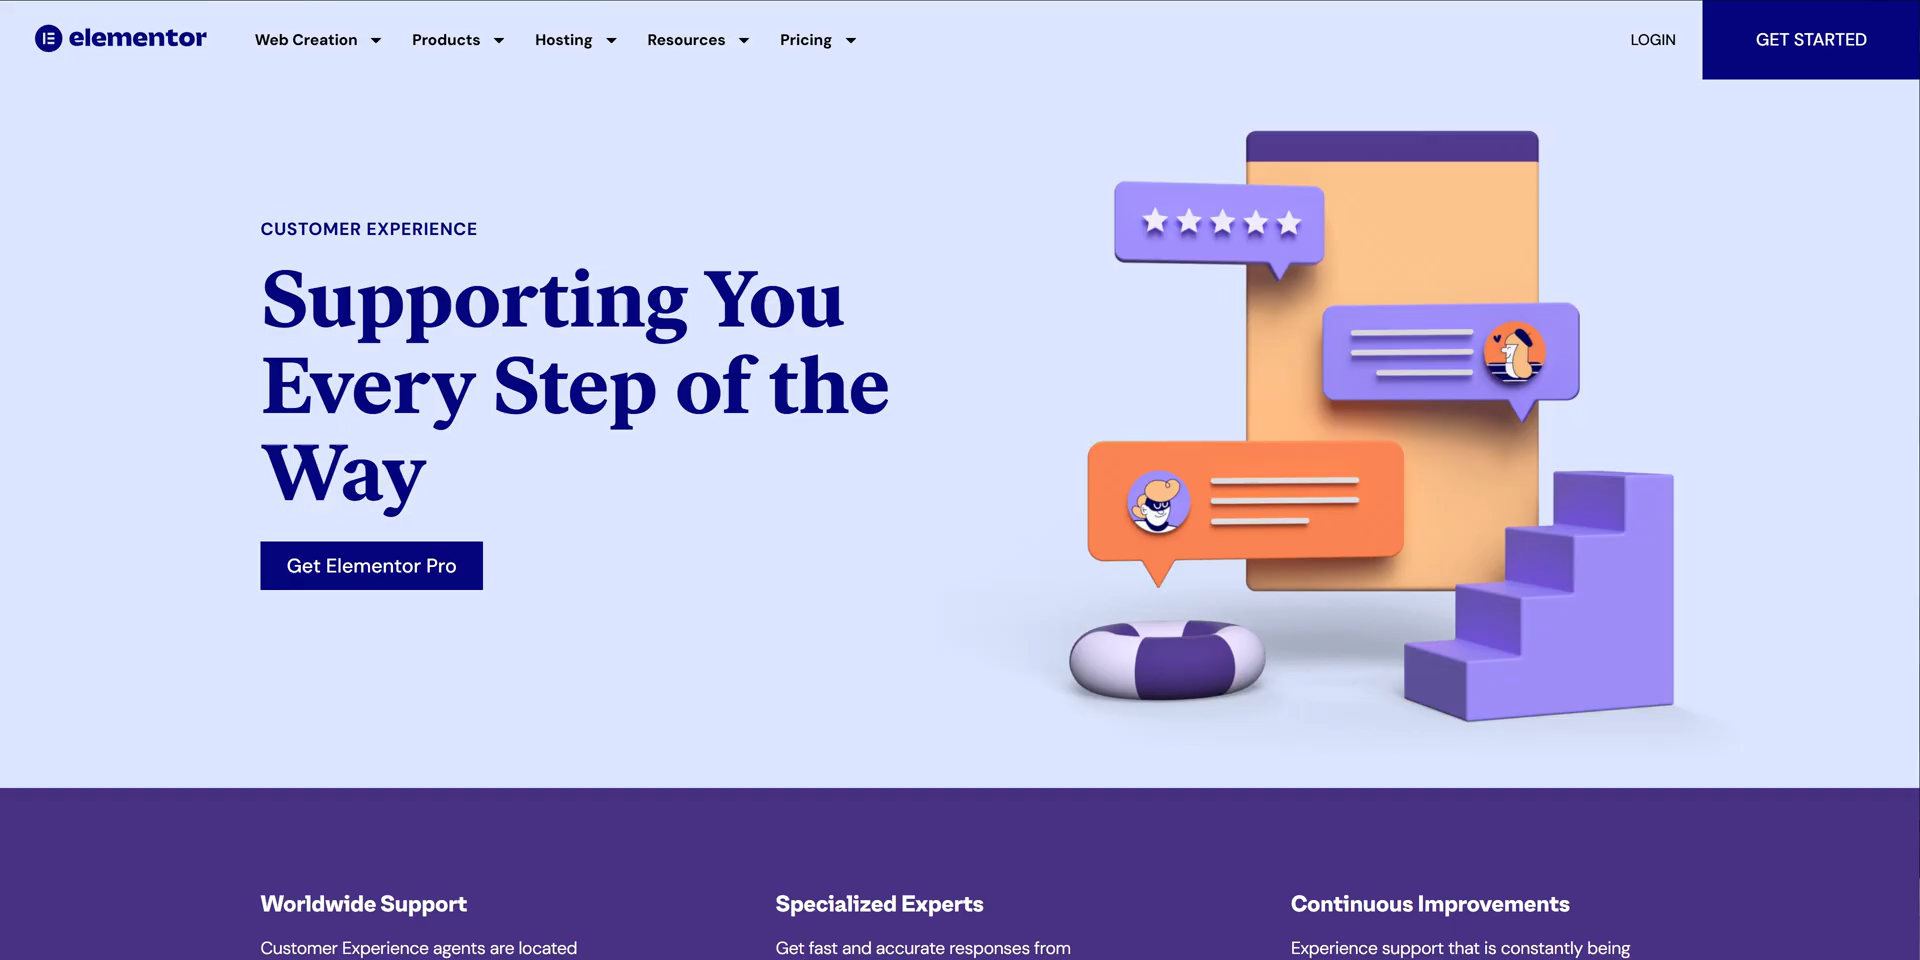 elementor
Web Creation
Products
Hosting
Resources
Pricing
LOGIN
GET STARTED
CUSTOMER EXPERIENCE
Supporting You
Every Step of the
Way
Get Elementor Pro
Worldwide Support
Customer Experience agents are located
Specialized Experts
Get fast and accurate responses from
Continuous Improvements
Experience support that is constantly being